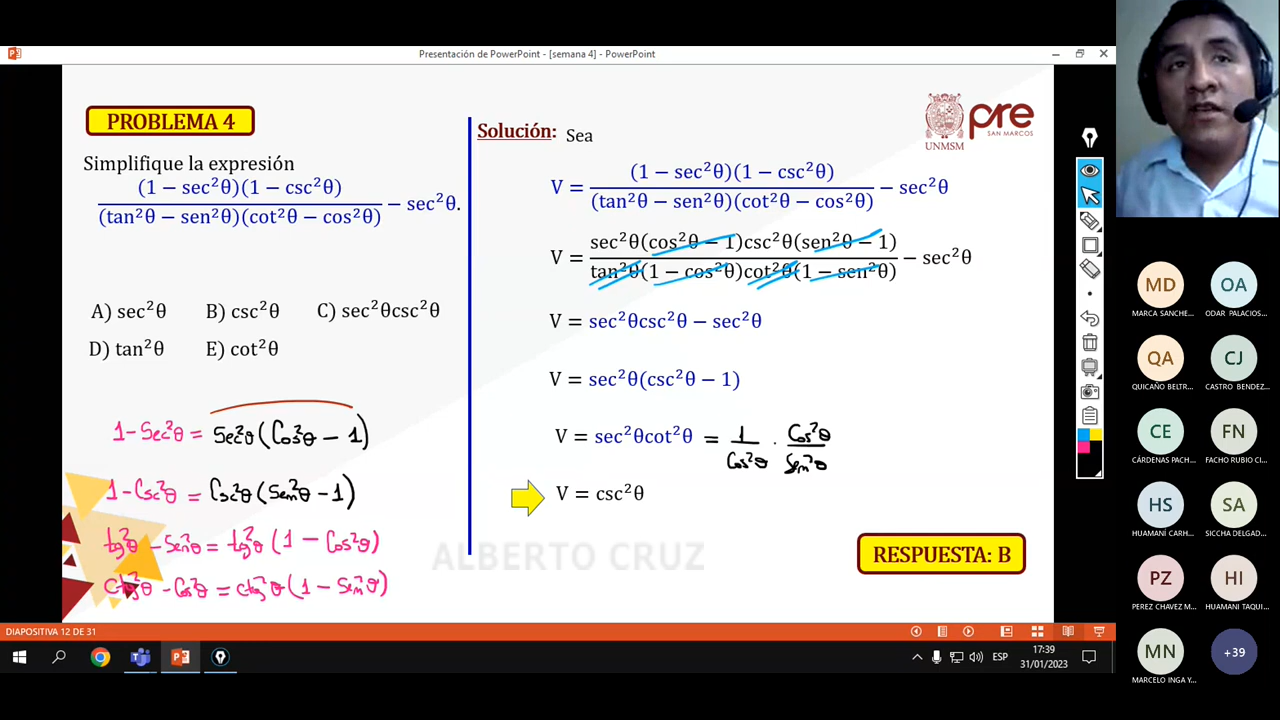 Presentación de PowerPoint - [semana 4] - PowerPoint
PROBLEMA 4
Simplifique la expresión
(1 − sec²θ)(1 − csc²θ)
(tan²θ − sen²θ)(cot²θ − cos²θ)
− sec²θ.
A) sec²θ B) csc²θ C) sec²θcsc²θ
D) tan²θ E) cot²θ
1 - Sec²θ = Sec²θ (Cos²θ - 1)
1 - Csc²θ = Csc²θ (Sen²θ - 1)
tg²θ - Sen²θ = tg²θ (1 - Cos²θ)
ctg²θ - Cos²θ = ctg²θ (1 - Sen²θ)
Solución: Sea
pre
SAN MARCOS
UNMSM
V = (1 − sec²θ)(1 − csc²θ)
(tan²θ − sen²θ)(cot²θ − cos²θ)
− sec²θ
V = sec²θ(cos²θ − 1)csc²θ(sen²θ − 1)
tan²θ(1 − cos²θ)cot²θ(1 − sen²θ)
− sec²θ
V = sec²θcsc²θ − sec²θ
V = sec²θ(csc²θ − 1)
V = sec²θcot²θ = 1 . Cos²θ
Cos²θ Sen²θ
V = csc²θ
ALBERTO CRUZ
RESPUESTA: B
DIAPOSITIVA 12 DE 31
ESP
17:39
31/01/2023
MD OA
MARCA SANCHE... ODAR PALACIOS...
QA CJ
QUICAÑO BELTR... CASTRO BENDEZ...
CE FN
CÁRDENAS PACH... FACHO RUBIO CI...
HS SA
HUAMANÍ CARH... SICCHA DELGAD...
PZ HI
PEREZ CHAVEZ M... HUAMANI TAQUI...
MN +39
MARCELO INGA Y...